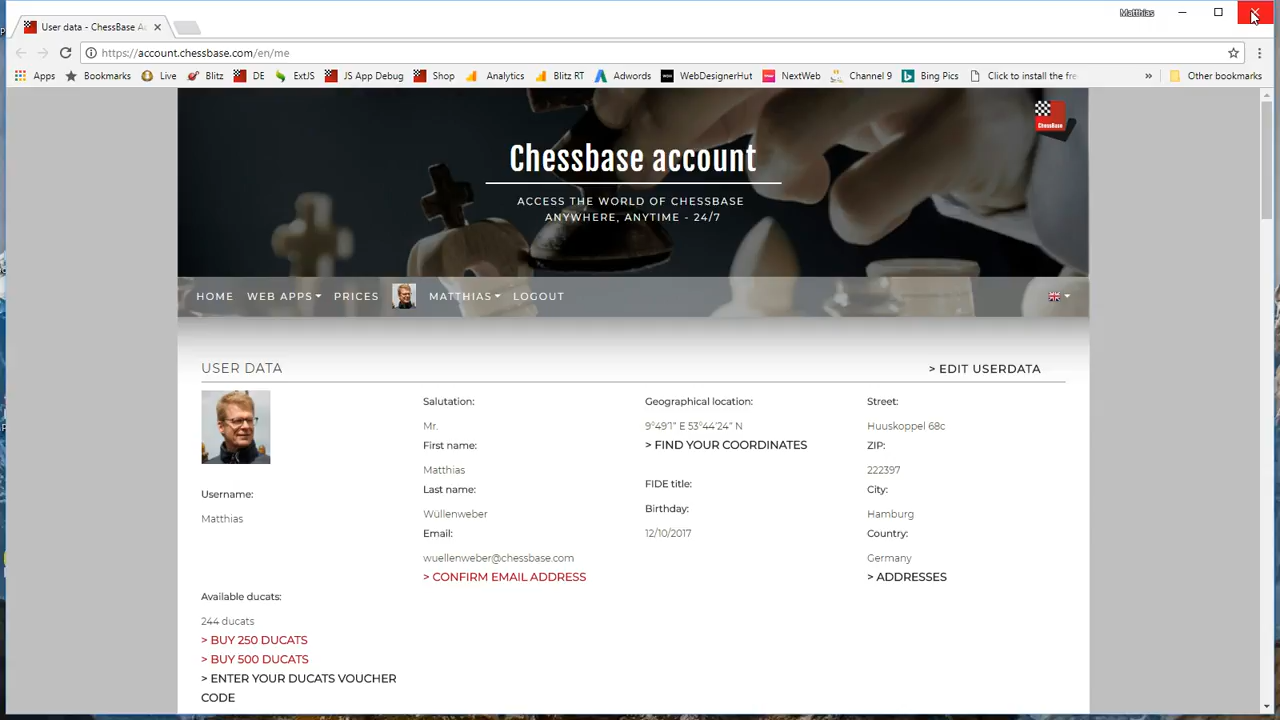 User data - ChessBase Ac
Matthias
https://account.chessbase.com/en/me
Apps Bookmarks Live Blitz DE ExtJS JS App Debug Shop Analytics Blitz RT Adwords WebDesignerHut NextWeb Channel 9 Bing Pics Click to install the fre » Other bookmarks
ChessBase
Chessbase account
ACCESS THE WORLD OF CHESSBASE
ANYWHERE, ANYTIME - 24/7
HOME WEB APPS PRICES MATTHIAS LOGOUT
USER DATA
> EDIT USERDATA
Username:
Matthias
Available ducats:
244 ducats
> BUY 250 DUCATS
> BUY 500 DUCATS
> ENTER YOUR DUCATS VOUCHER
CODE
Salutation:
Mr.
First name:
Matthias
Last name:
Wüllenweber
Email:
wuellenweber@chessbase.com
> CONFIRM EMAIL ADDRESS
Geographical location:
9°49'1" E 53°44'24" N
> FIND YOUR COORDINATES
FIDE title:
Birthday:
12/10/2017
Street:
Huuskoppel 68c
ZIP:
222397
City:
Hamburg
Country:
Germany
> ADDRESSES